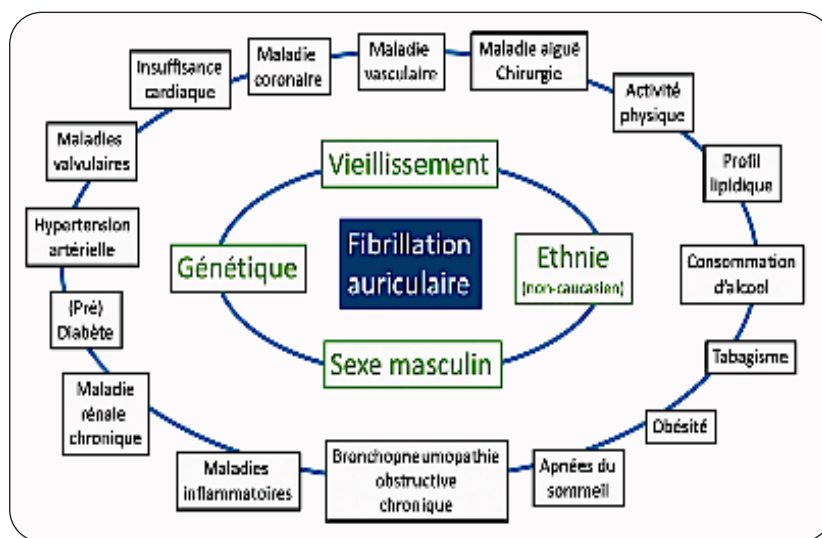 Maladie aiguë
Chirurgie
Maladie
vasculaire
Maladie
coronaire
Insuffisance
cardiaque
Activité
physique
Maladies
valvulaires
Profil
lipidique
Vieillissement
Hypertension
artérielle
Génétique
Fibrillation
auriculaire
Ethnie
(non-caucasien)
Consommation
d'alcool
(Pré)
Diabète
Sexe masculin
Tabagisme
Maladie
rénale
chronique
Obésité
Maladies
inflammatoires
Bronchopneumopathie
obstructive
chronique
Apnées du
sommeil